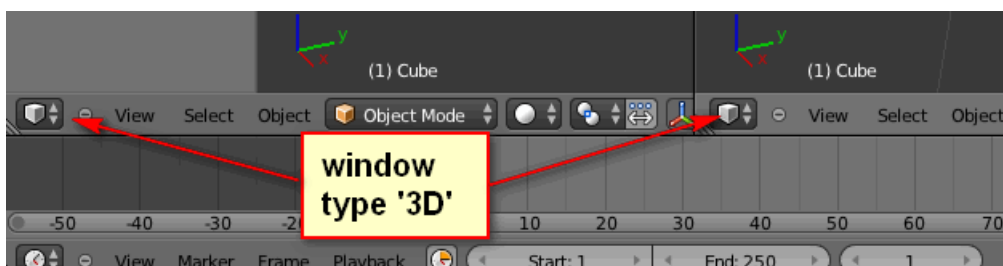 y
x
(1) Cube
y
x
(1) Cube
View Select Object Object Mode View Select Object
window
type '3D'
-50 -40 -30 10 20 30 40 50 60 70
View Marker Frame Playback Start: 1 End: 250 1